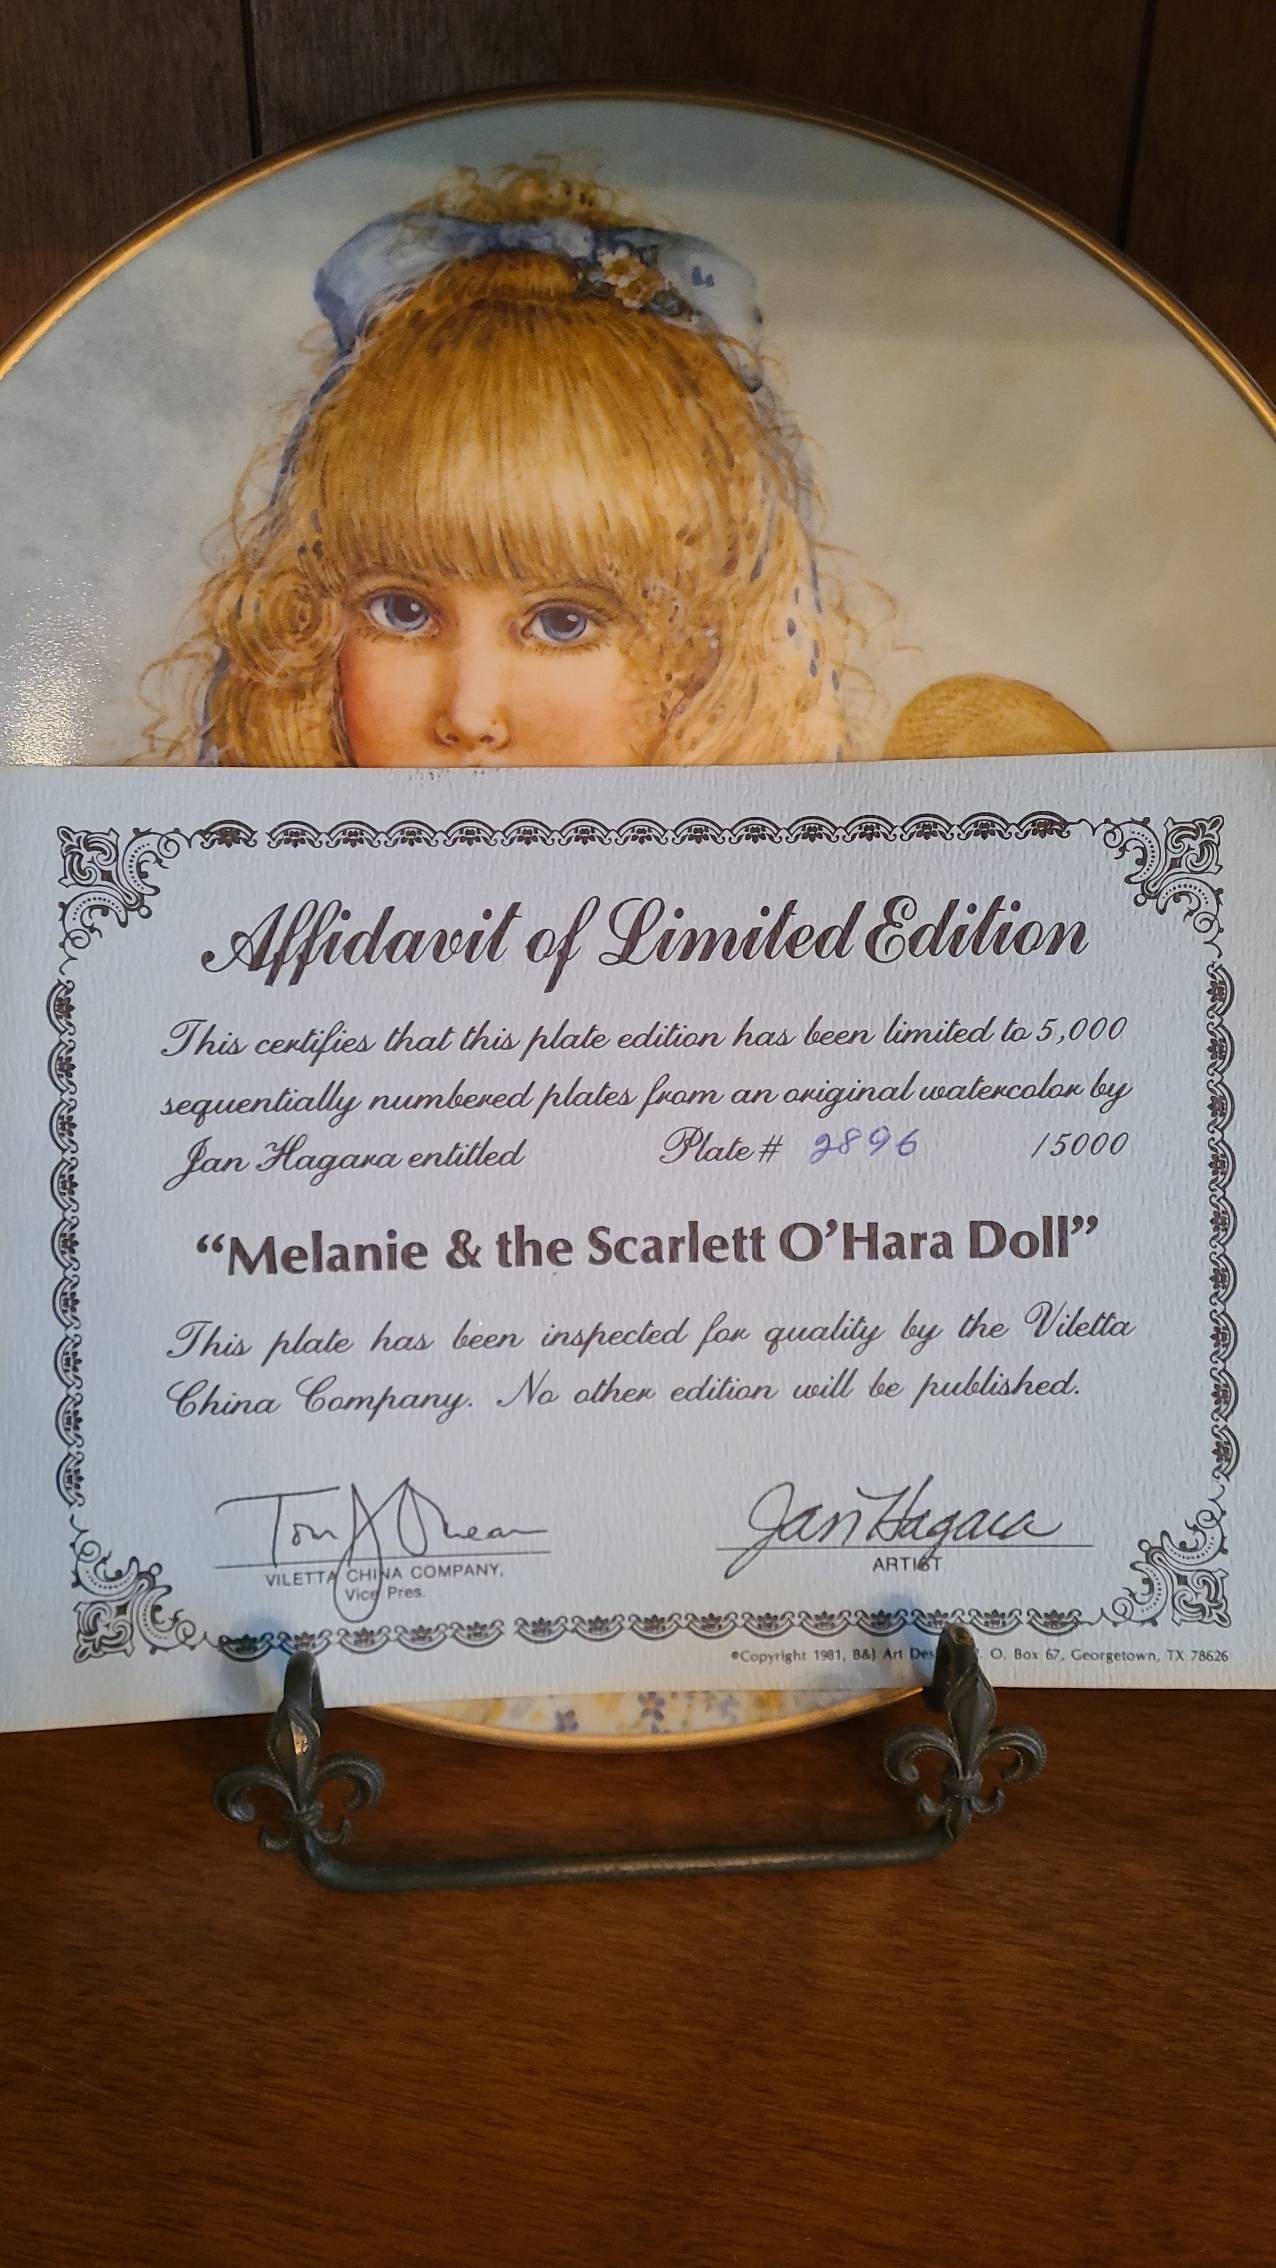 Affidavit of Limited Edition
This certifies that this plate edition has been limited to 5,000
sequentially numbered plates from an original watercolor by
Jan Hagara entitled Plate # 2896 /5000
“Melanie & the Scarlett O’Hara Doll”
This plate has been inspected for quality by the Viletta
China Company. No other edition will be published.
Jan Hagara
VILETTA CHINA COMPANY,
Vice Pres.
ARTIST
©Copyright 1981, B&J Art O. Box 67, Georgetown, TX 78626